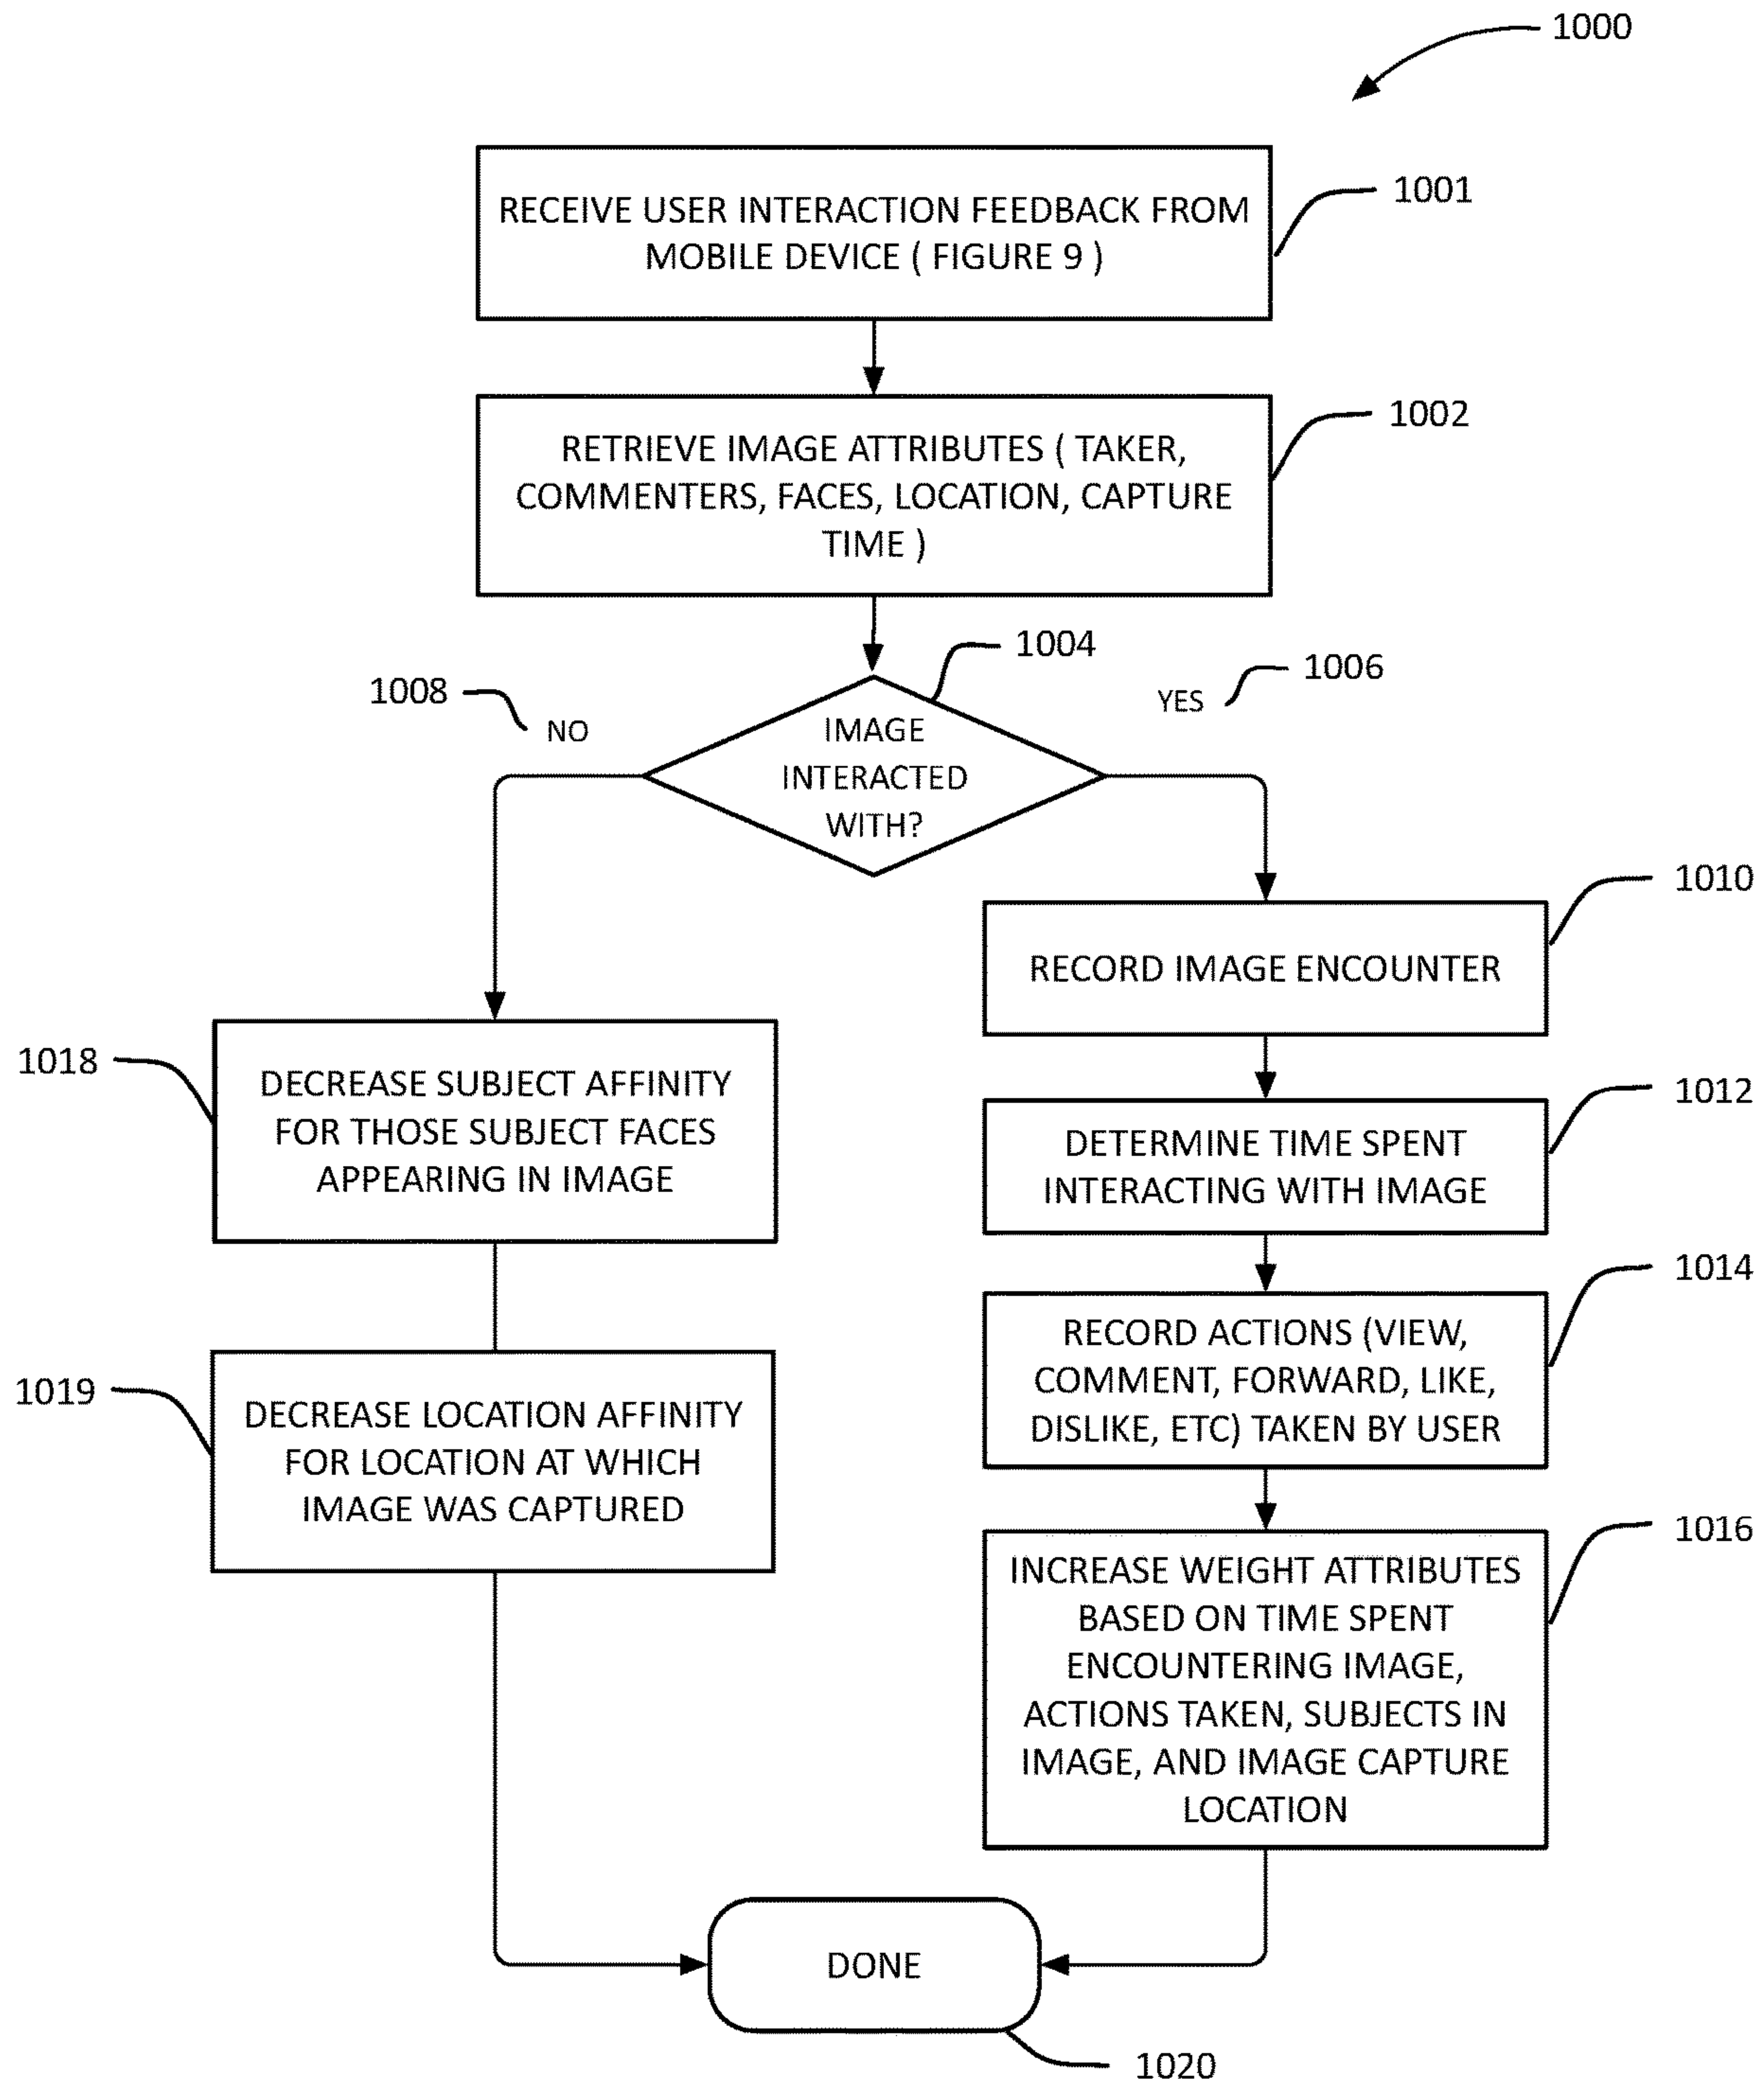 1000
RECEIVE USER INTERACTION FEEDBACK FROM
MOBILE DEVICE ( FIGURE 9 )
1001
RETRIEVE IMAGE ATTRIBUTES ( TAKER,
COMMENTERS, FACES, LOCATION, CAPTURE
TIME )
1002
1004
1006
1008
YES
NO
IMAGE
INTERACTED
WITH?
1010
RECORD IMAGE ENCOUNTER
1018
DECREASE SUBJECT AFFINITY
FOR THOSE SUBJECT FACES
APPEARING IN IMAGE
1012
DETERMINE TIME SPENT
INTERACTING WITH IMAGE
1014
RECORD ACTIONS (VIEW,
COMMENT, FORWARD, LIKE,
DISLIKE, ETC) TAKEN BY USER
1019
DECREASE LOCATION AFFINITY
FOR LOCATION AT WHICH
IMAGE WAS CAPTURED
1016
INCREASE WEIGHT ATTRIBUTES
BASED ON TIME SPENT
ENCOUNTERING IMAGE,
ACTIONS TAKEN, SUBJECTS IN
IMAGE, AND IMAGE CAPTURE
LOCATION
DONE
1020